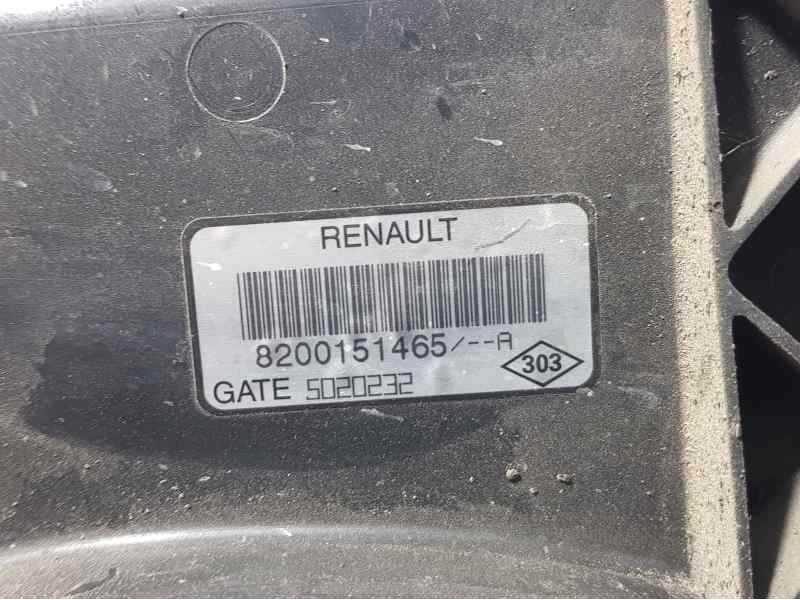 RENAULT
8200151465/--A
303
GATE 5020232